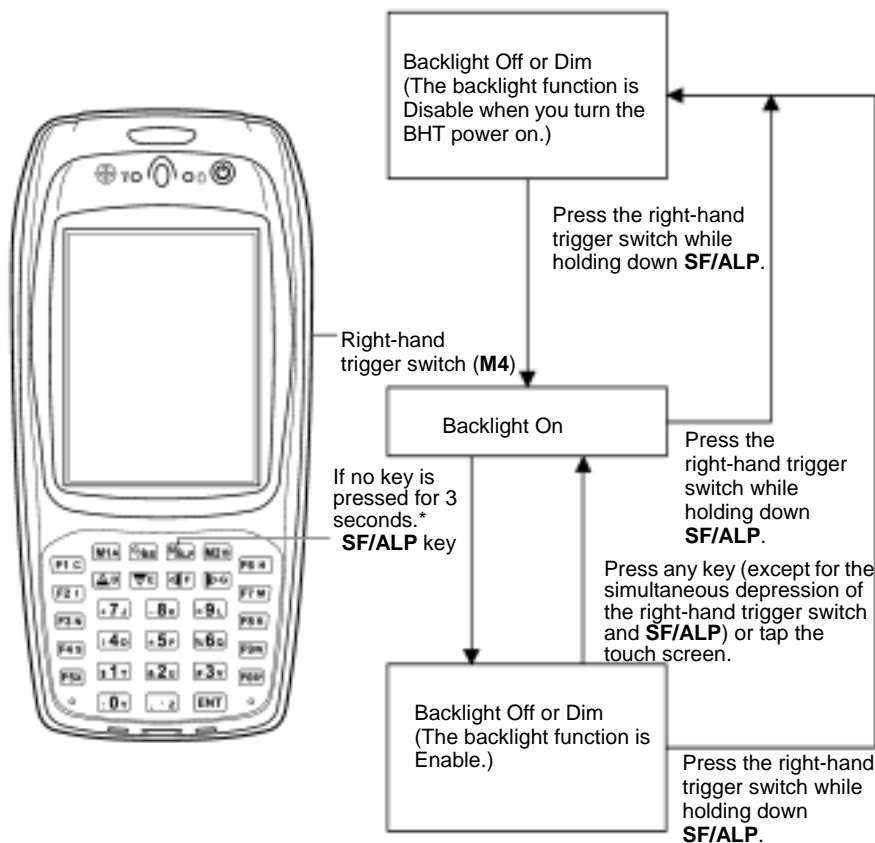 Backlight Off or Dim
(The backlight function is
Disable when you turn the
BHT power on.)
Press the right-hand
trigger switch while
holding down SF/ALP.
Right-hand
trigger switch (M4)
Backlight On
Press the
right-hand trigger
switch while
holding down
SF/ALP.
If no key is
pressed for 3
seconds.*
SF/ALP key
Press any key (except for the
simultaneous depression of
the right-hand trigger switch
and SF/ALP) or tap the
touch screen.
Backlight Off or Dim
(The backlight function is
Enable.)
Press the right-hand
trigger switch while
holding down
SF/ALP.
ENT